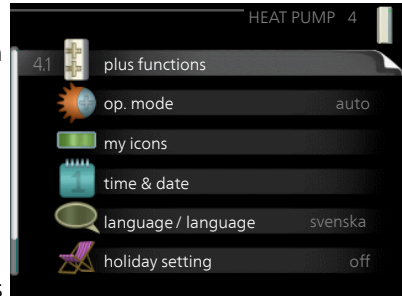 HEAT PUMP 4
4.1 plus functions
op. mode auto
my icons
1 time & date
language / language svenska
holiday setting off